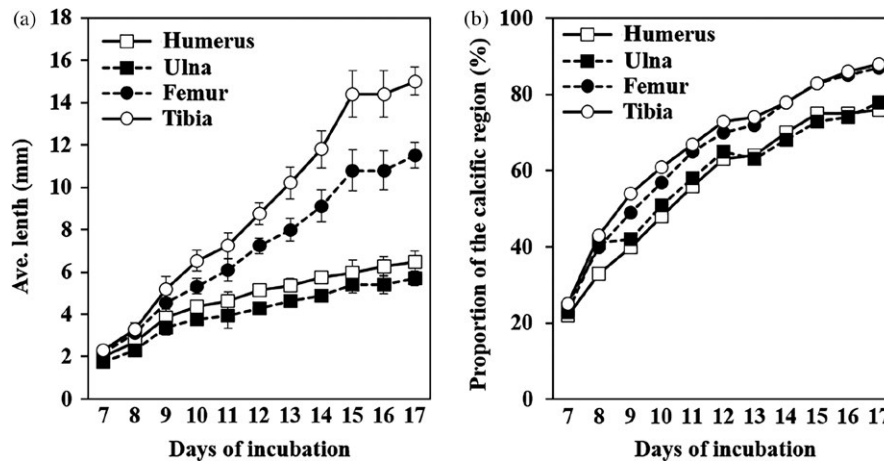 (a)
Humerus
Ulna
Femur
Tibia
Ave. lenth (mm)
18
16
14
12
10
8
6
4
2
0
7 8 9 10 11 12 13 14 15 16 17
Days of incubation
(b)
Humerus
Ulna
Femur
Tibia
Proportion of the calcific region (%)
100
80
60
40
20
0
7 8 9 10 11 12 13 14 15 16 17
Days of incubation